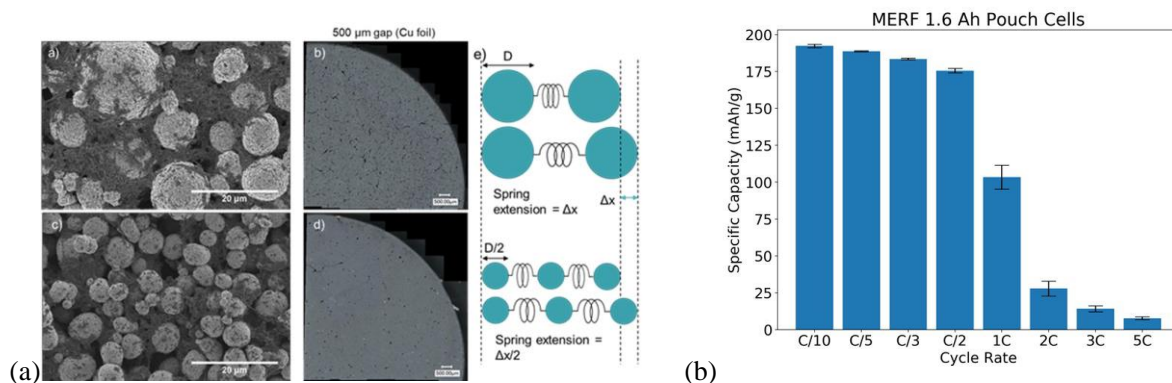 500 μm gap (Cu foil)
a)
20 μm
b)
500.00μm
c)
20 μm
d)
500.00μm
e)
D
Spring
extension = Δx
Δx
D/2
Spring extension =
Δx/2
(a)
MERF 1.6 Ah Pouch Cells
Specific Capacity (mAh/g)
200
175
150
125
100
75
50
25
0
C/10 C/5 C/3 C/2 1C 2C 3C 5C
Cycle Rate
(b)